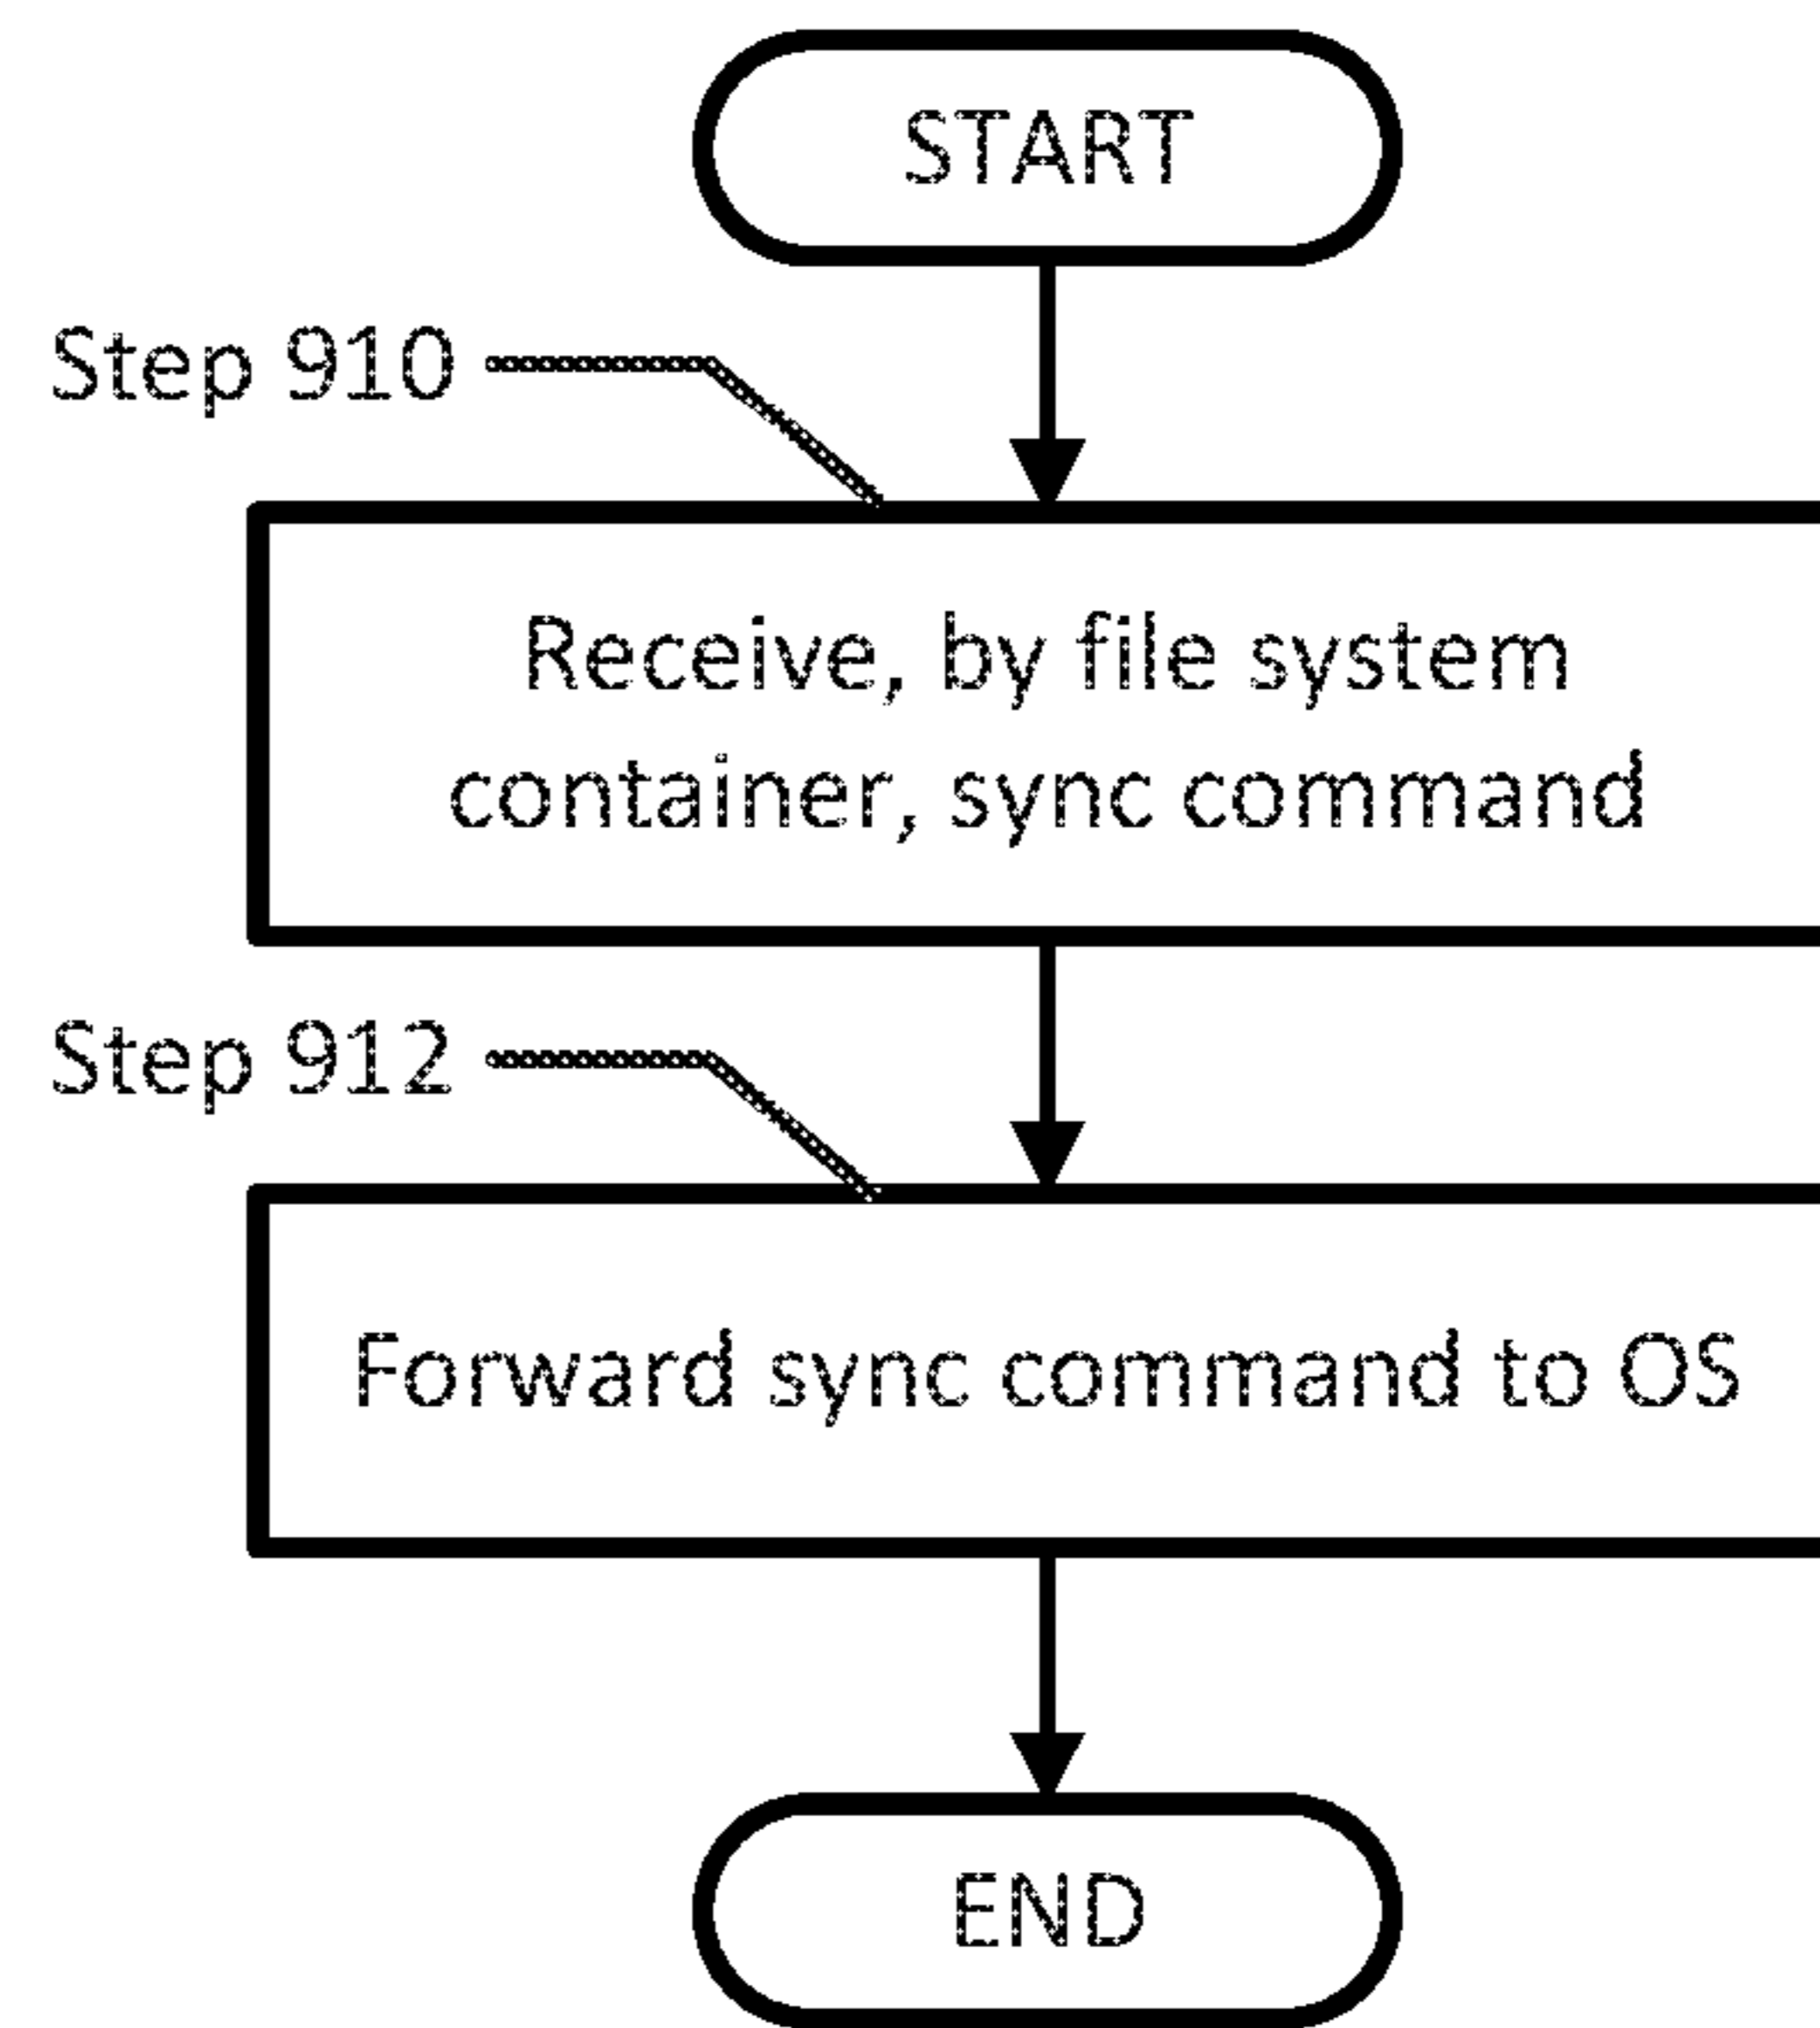 START
Step 910
Receive, by file system
container, sync command
Step 912
Forward sync command to OS
END